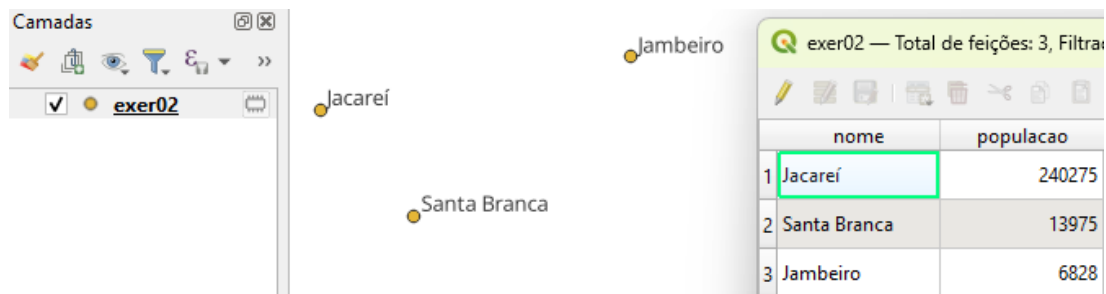 Camadas
exer02
Jambeiro
Jacareí
Santa Branca
exer02 — Total de feições: 3,
nome populacao
1 Jacareí 240275
2 Santa Branca 13975
3 Jambeiro 6828